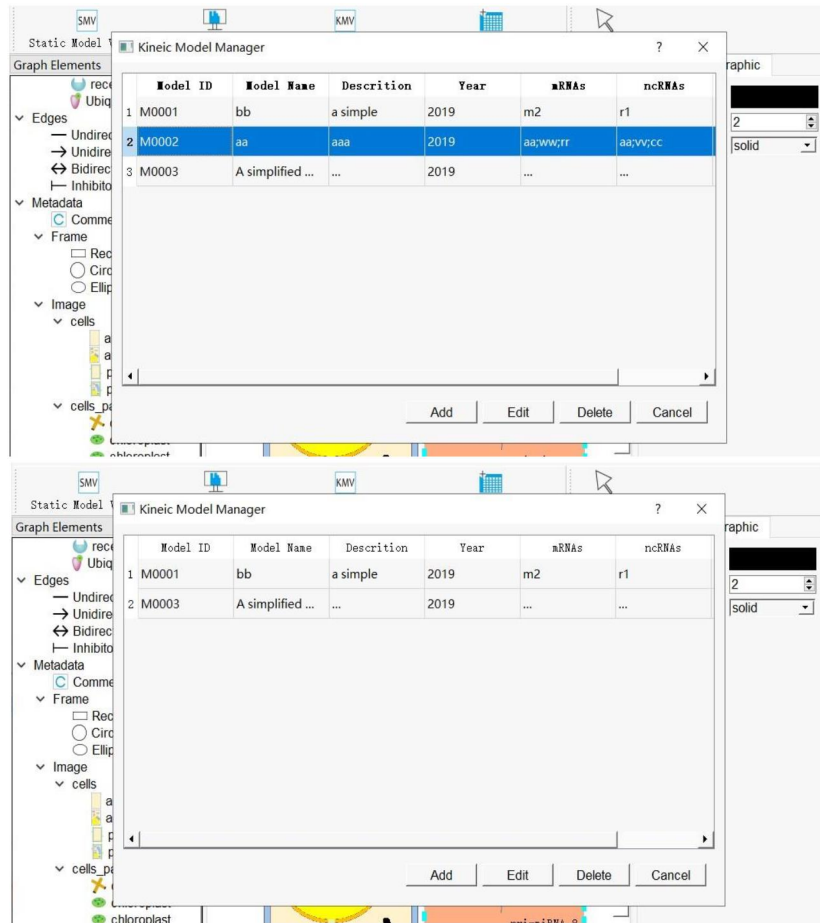 SMV
KMV
Static Model
Kineic Model Manager
?
Graph Elements
raphic
Model ID Model Name Descrition Year mRNAs ncRNAs
1 M0001 bb a simple 2019 m2 r1
2 M0002 aa aaa 2019 aa;ww;rr aa;vv;cc
3 M0003 A simplified ... ... 2019 ... ...
rece
Ubiq
Edges
Undirec
Unidire
Bidirec
Inhibito
Metadata
C Comme
Frame
Rec
Circ
Ellip
Image
cells
a
a
p
p
cells_pa
chloroplast
2
solid
Add Edit Delete Cancel
SMV
KMV
Static Model
Kineic Model Manager
?
Graph Elements
raphic
Model ID Model Name Descrition Year mRNAs ncRNAs
1 M0001 bb a simple 2019 m2 r1
2 M0003 A simplified ... ... 2019 ... ...
rece
Ubiq
Edges
Undirec
Unidire
Bidirec
Inhibito
Metadata
C Comme
Frame
Rec
Circ
Ellip
Image
cells
a
a
p
p
cells_pa
chloroplast
2
solid
Add Edit Delete Cancel